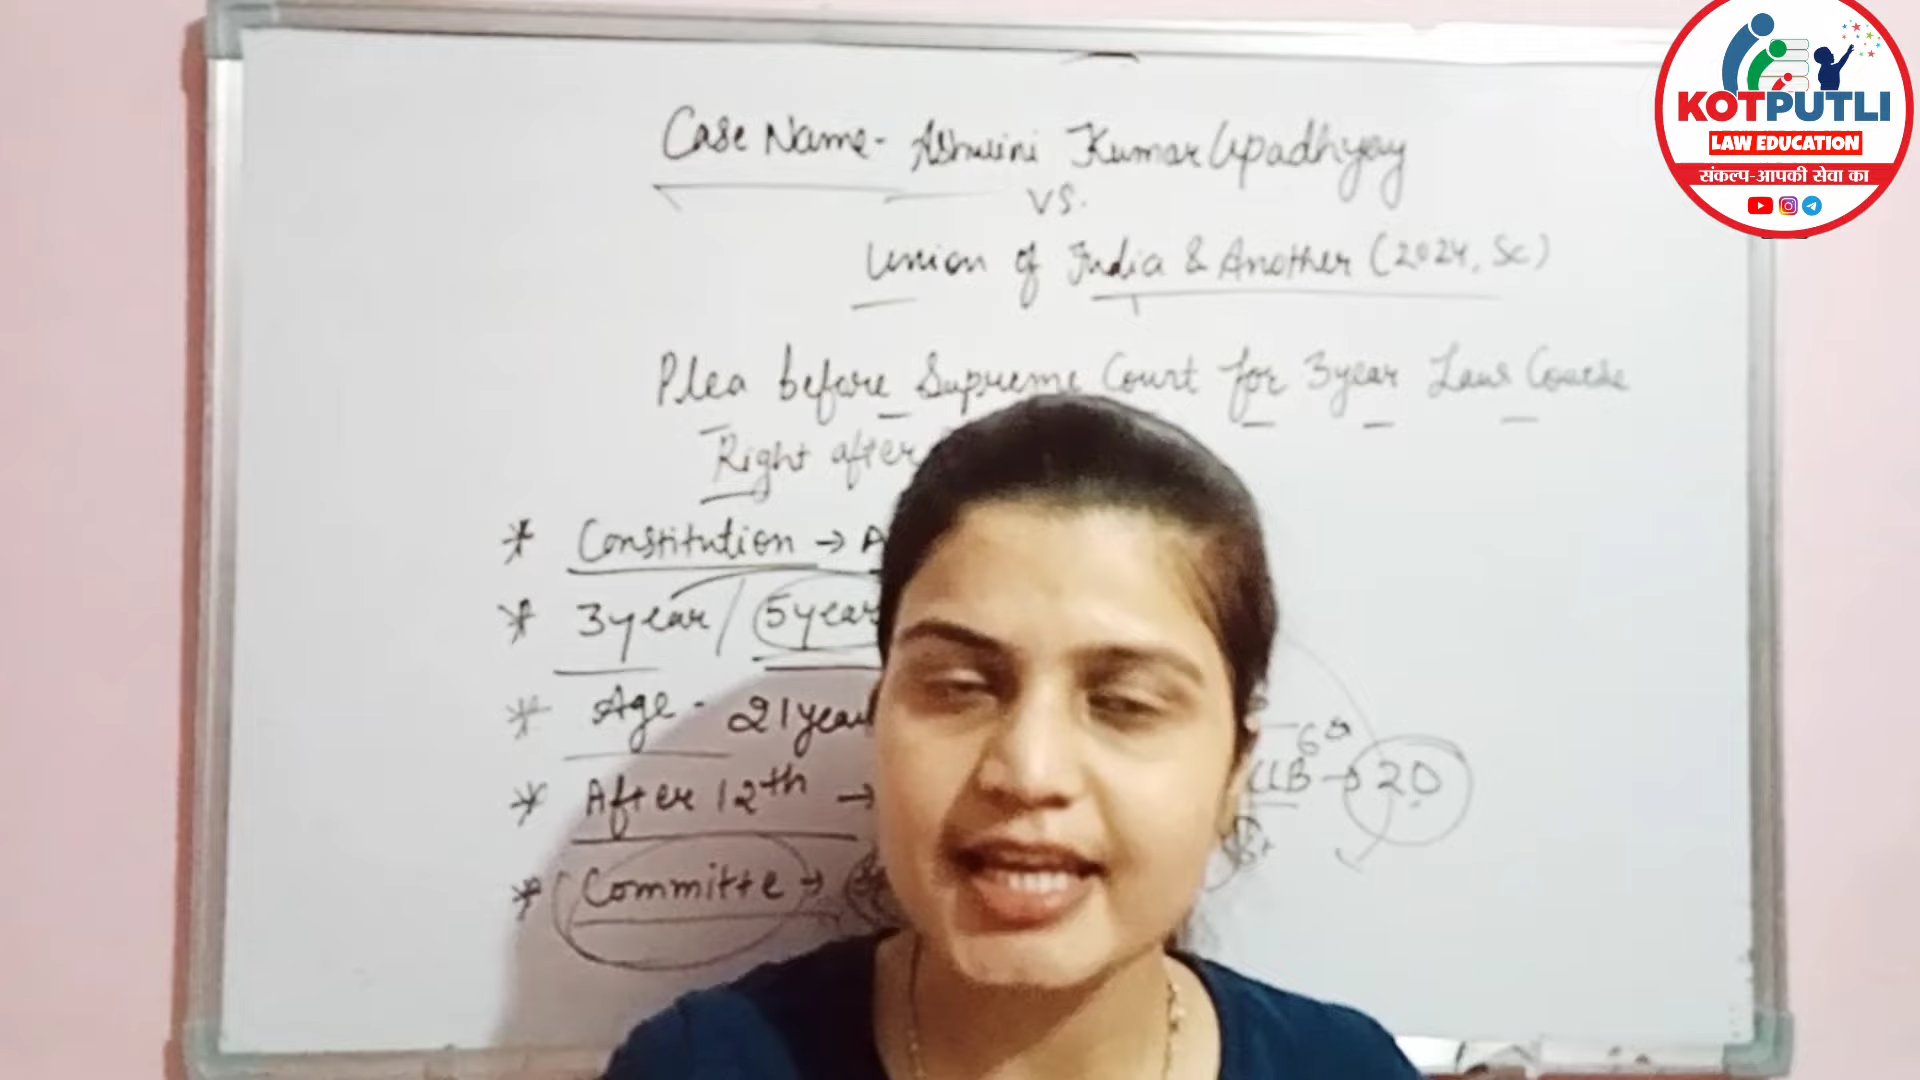 Case Name - Ashwini Kumar Upadhyay
VS.
Union of India & Another (2024, SC)
Plea before Supreme Court for 3year Law Course
Right after
* Constitution → A
* 3year / 5year
* Age - 21year
* After 12th →
LLB → 20
* Committe →
KOTPUTLI
LAW EDUCATION
संकल्प-आपकी सेवा का